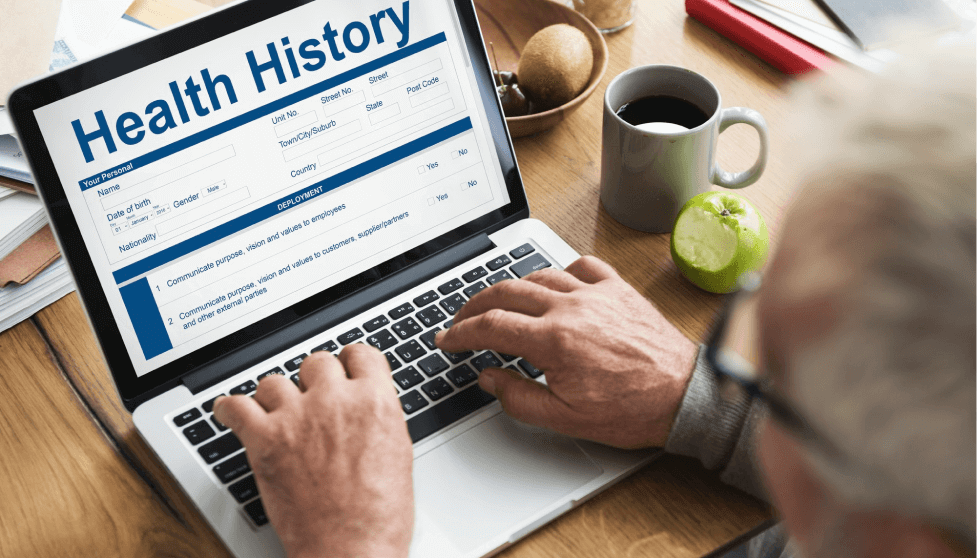 Health History
Your Personal
Name
Unit No.
Street No.
Street
Town/City/Suburb
State
Post Code
Date of birth
Gender
Male
01
January
2016
Nationality
Country
DEPLOYMENT
1 Communicate purpose, vision and values to employees
Yes
No
2 Communicate purpose, vision and values to customers, supplier/partners
and other external parties
Yes
No